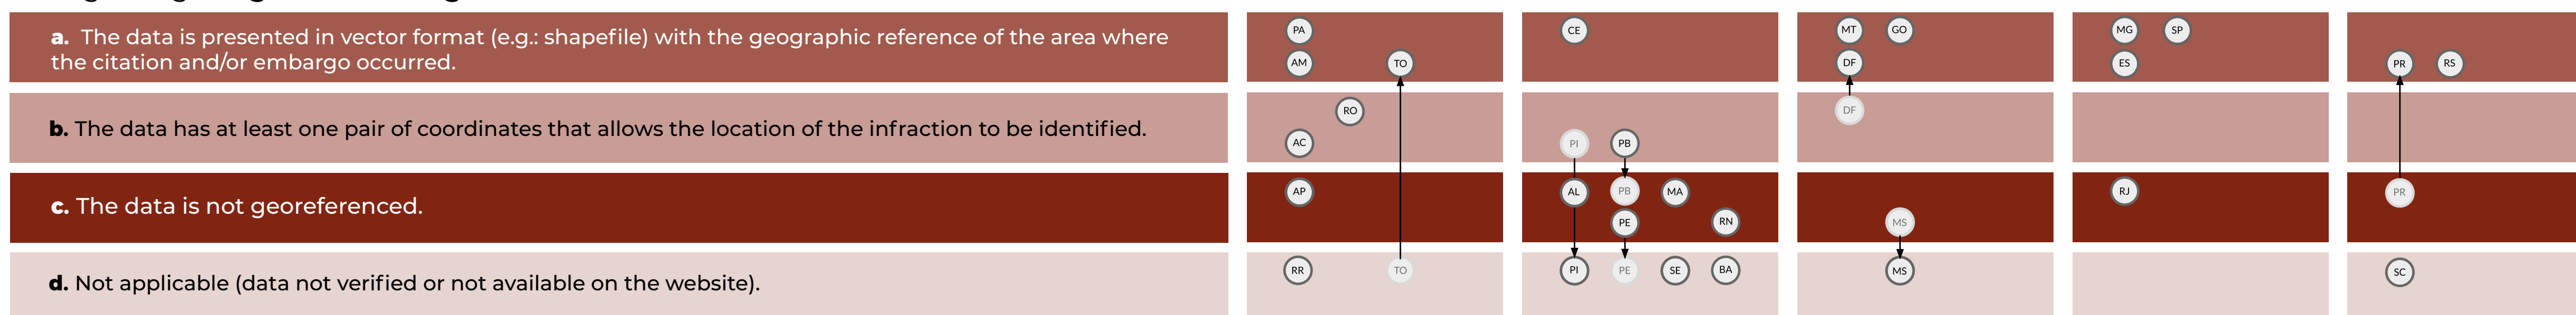 a. The data is presented in vector format (e.g.: shapefile) with the geographic reference of the area where
the citation and/or embargo occurred.
PA CE MT GO MG SP
AM TO DF ES PR RS
b. The data has at least one pair of coordinates that allows the location of the infraction to be identified.
RO DF
AC PI PB
c. The data is not georeferenced.
AP AL PB MA RJ PR
PE RN MS
d. Not applicable (data not verified or not available on the website).
RR TO PI PE SE BA MS SC